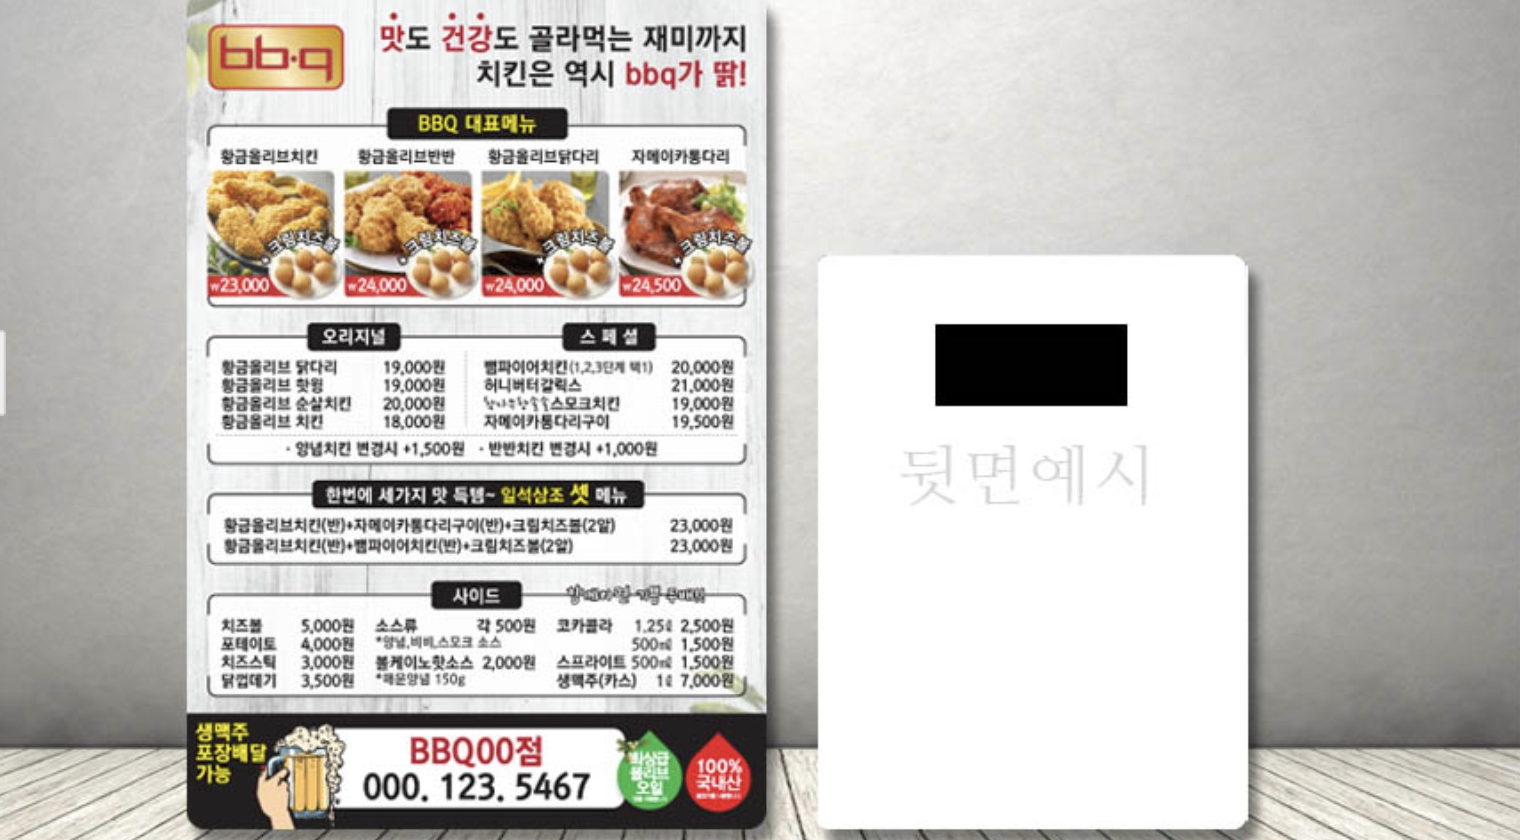 bb.q
맛도 건강도 골라먹는 재미까지
치킨은 역시 bbq가 딹!
BBQ 대표메뉴
황금올리브치킨 황금올리브반반 황금올리브닭다리 자메이카통다리
+크림치즈볼 +크림치즈볼 +크림치즈볼 +크림치즈볼
₩23,000 ₩24,000 ₩24,000 ₩24,500
오리지널
황금올리브 닭다리 19,000원
황금올리브 핫윙 19,000원
황금올리브 순살치킨 20,000원
황금올리브 치킨 18,000원
스페셜
뱀파이어치킨(1,2,3단계 택1) 20,000원
허니버터갈릭스 21,000원
스모크치킨 19,000원
자메이카통다리구이 19,500원
· 양념치킨 변경시 +1,500원 · 반반치킨 변경시 +1,000원
한번에 세가지 맛 득템~ 일석삼조 셋 메뉴
황금올리브치킨(반)+자메이카통다리구이(반)+크림치즈볼(2알) 23,000원
황금올리브치킨(반)+뱀파이어치킨(반)+크림치즈볼(2알) 23,000원
사이드
치즈볼 5,000원
포테이토 4,000원
치즈스틱 3,000원
닭껍데기 3,500원
소스류 각 500원
*양념,비비,스모크 소스
볼케이노핫소스 2,000원
*매운양념 150g
코카콜라 1.25ℓ 2,500원
500㎖ 1,500원
스프라이트 500㎖ 1,500원
생맥주(카스) 1ℓ 7,000원
생맥주
포장배달
가능
BBQ00점
000. 123. 5467
최상급
올리브
오일
100%
국내산
뒷면예시